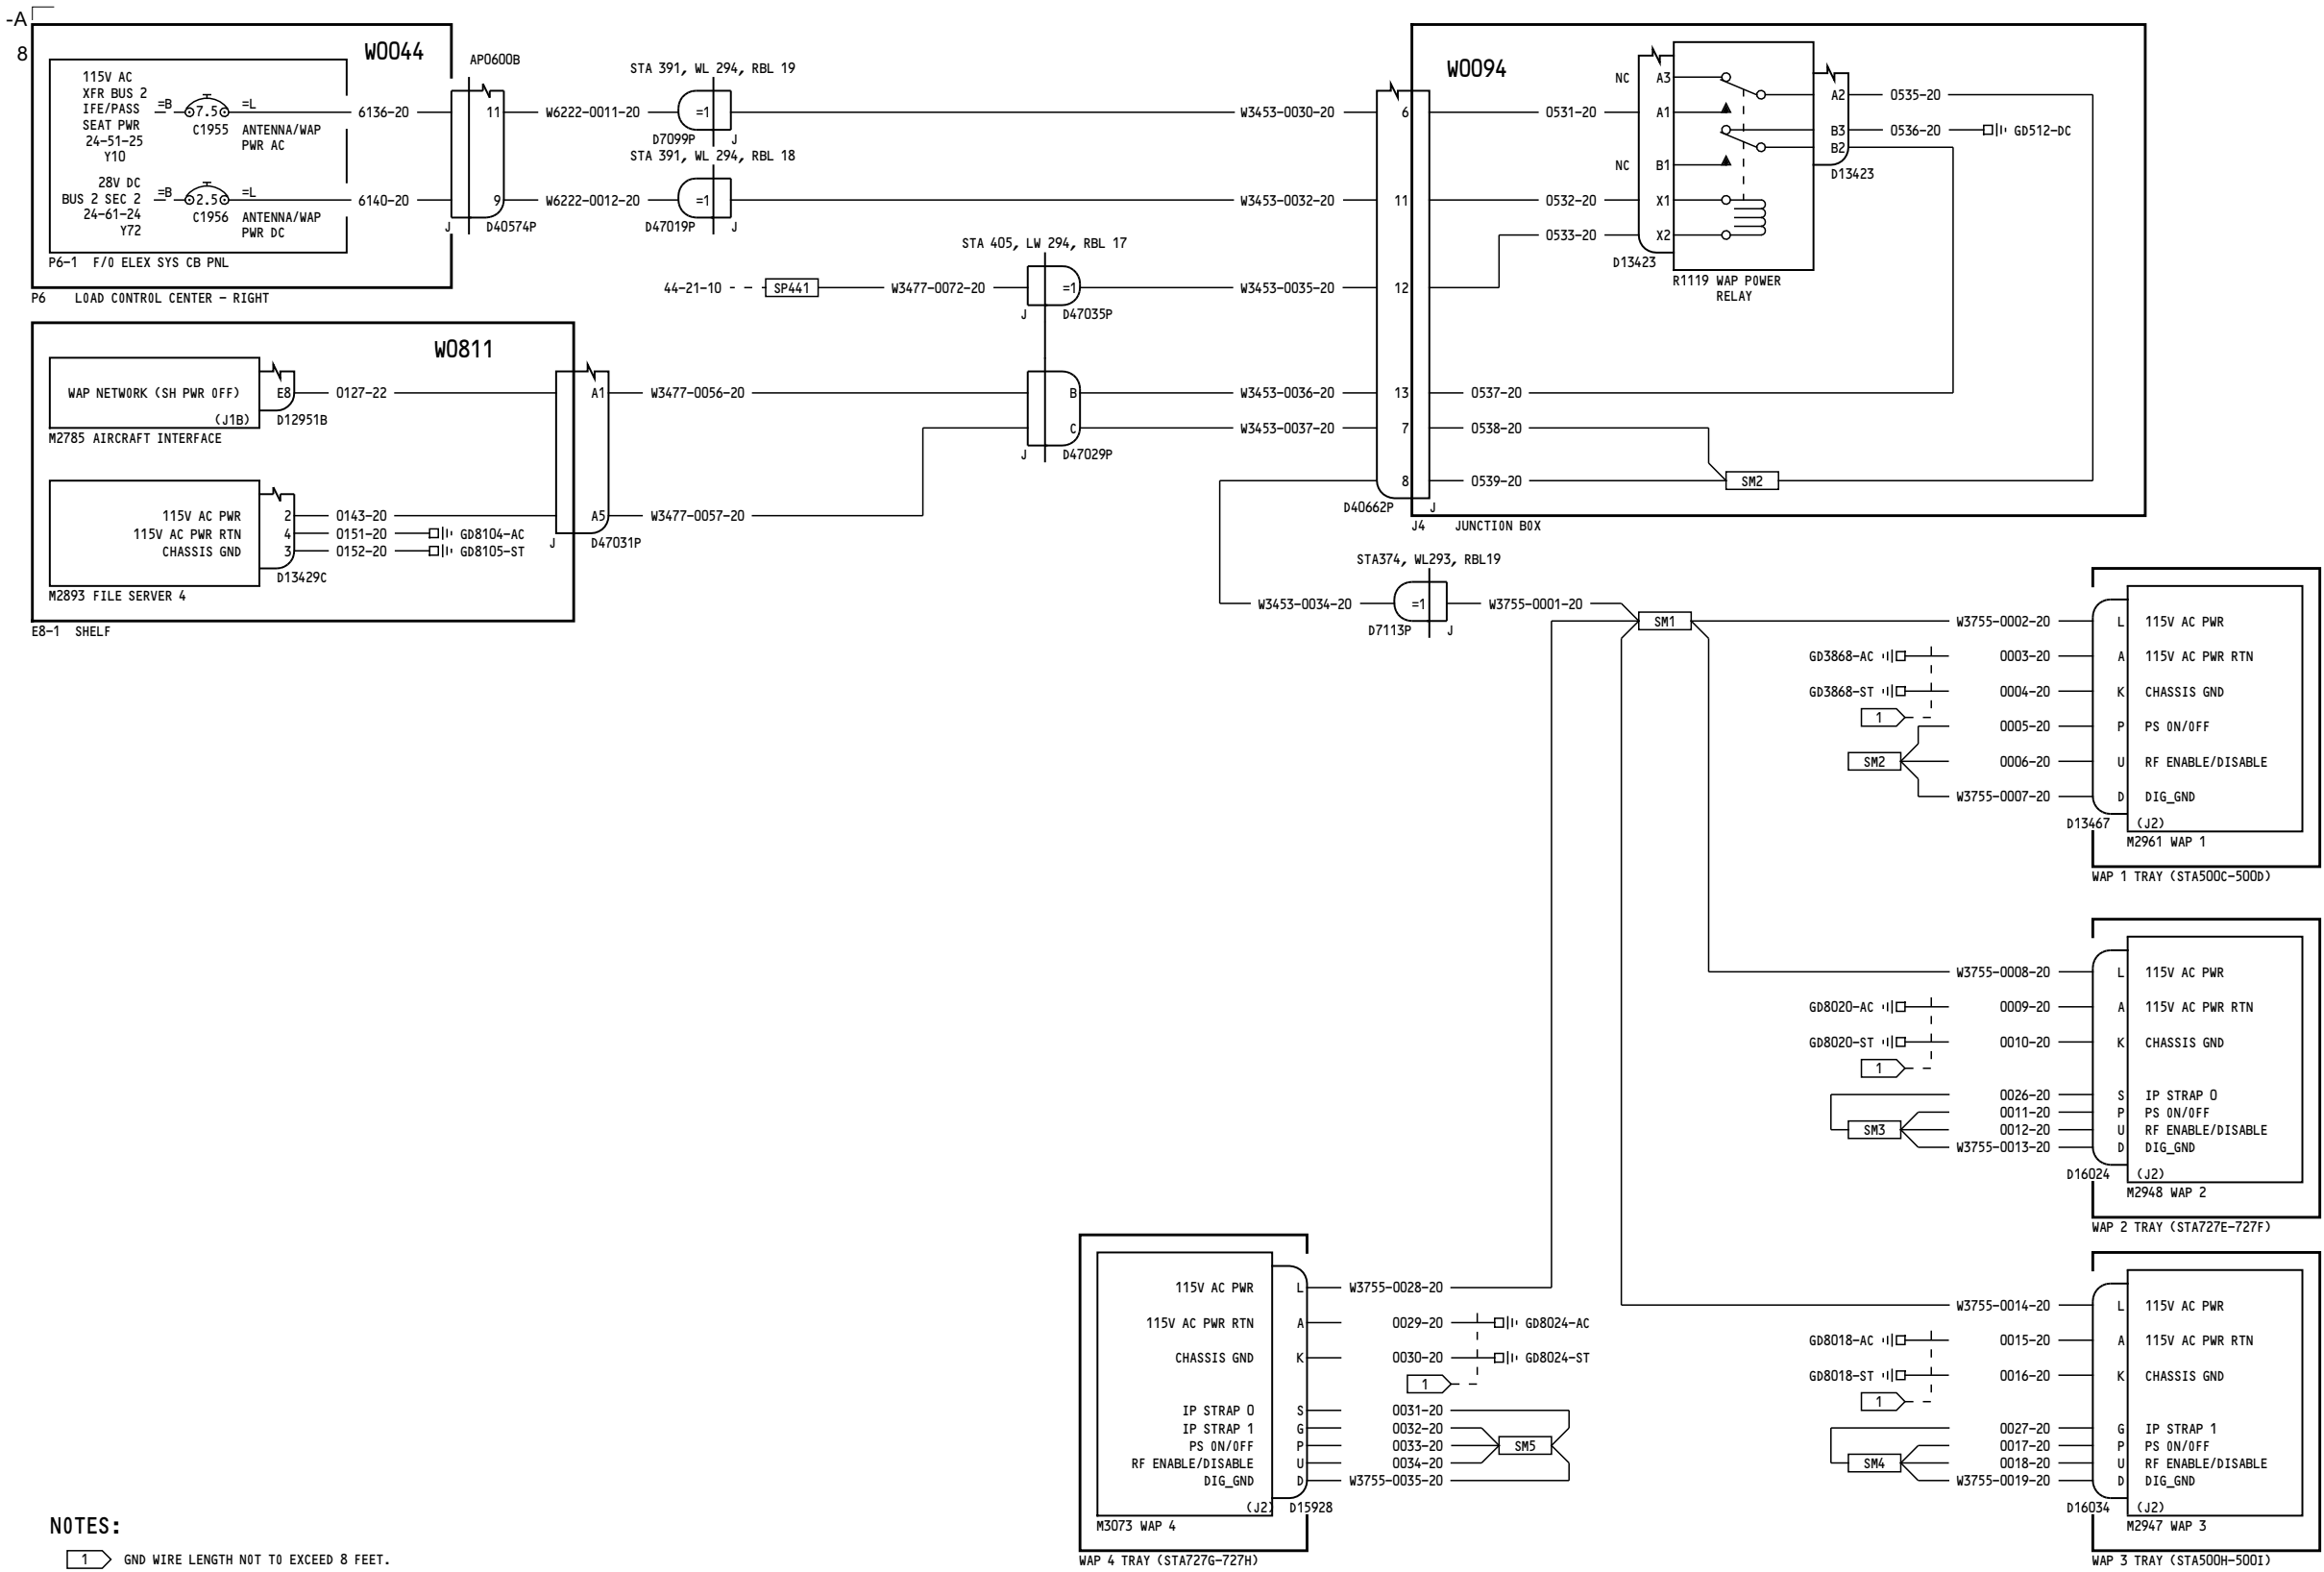 -A
8
W0044
115V AC
XFR BUS 2
IFE/PASS
SEAT PWR
24-51-25
Y10
=B
7.5
=L
C1955
ANTENNA/WAP
PWR AC
6136-20
28V DC
BUS 2 SEC 2
24-61-24
Y72
=B
2.5
=L
C1956
ANTENNA/WAP
PWR DC
6140-20
P6-1 F/O ELEX SYS CB PNL
P6 LOAD CONTROL CENTER - RIGHT
AP0600B
11
9
J
D40574P
W6222-0011-20
W6222-0012-20
STA 391, WL 294, RBL 19
=1
D7099P J
STA 391, WL 294, RBL 18
=1
D47019P J
W3453-0030-20
W3453-0032-20
STA 405, LW 294, RBL 17
44-21-10
SP441
W3477-0072-20
=1
J D47035P
W3453-0035-20
W0811
WAP NETWORK (SH PWR OFF)
E8
(J1B)
D12951B
M2785 AIRCRAFT INTERFACE
0127-22
A1
W3477-0056-20
B
W3453-0036-20
C
W3453-0037-20
J D47029P
115V AC PWR 2 0143-20
115V AC PWR RTN 4 0151-20 GD8104-AC
CHASSIS GND 3 0152-20 GD8105-ST
D13429C
M2893 FILE SERVER 4
E8-1 SHELF
A5
J D47031P
W3477-0057-20
W0094
6
11
12
13
7
8
D40662P J
J4 JUNCTION BOX
0531-20
0532-20
0533-20
0537-20
0538-20
0539-20
SM2
NC A3
A1
NC B1
X1
X2
D13423
R1119 WAP POWER
RELAY
A2 0535-20
B3 0536-20 GD512-DC
B2
D13423
STA374, WL293, RBL19
W3453-0034-20
=1
D7113P J
W3755-0001-20
SM1
W3755-0002-20 L 115V AC PWR
GD3868-AC 0003-20 A 115V AC PWR RTN
GD3868-ST 0004-20 K CHASSIS GND
1
0005-20 P PS ON/OFF
SM2 0006-20 U RF ENABLE/DISABLE
W3755-0007-20 D DIG_GND
D13467 (J2)
M2961 WAP 1
WAP 1 TRAY (STA500C-500D)
W3755-0008-20 L 115V AC PWR
GD8020-AC 0009-20 A 115V AC PWR RTN
GD8020-ST 0010-20 K CHASSIS GND
1
0026-20 S IP STRAP 0
0011-20 P PS ON/OFF
SM3 0012-20 U RF ENABLE/DISABLE
W3755-0013-20 D DIG_GND
D16024 (J2)
M2948 WAP 2
WAP 2 TRAY (STA727E-727F)
115V AC PWR L W3755-0028-20
115V AC PWR RTN A 0029-20 GD8024-AC
CHASSIS GND K 0030-20 GD8024-ST
1
IP STRAP 0 S 0031-20
IP STRAP 1 G 0032-20
PS ON/OFF P 0033-20 SM5
RF ENABLE/DISABLE U 0034-20
DIG_GND D W3755-0035-20
(J2) D15928
M3073 WAP 4
WAP 4 TRAY (STA727G-727H)
W3755-0014-20 L 115V AC PWR
GD8018-AC 0015-20 A 115V AC PWR RTN
GD8018-ST 0016-20 K CHASSIS GND
1
0027-20 G IP STRAP 1
0017-20 P PS ON/OFF
SM4 0018-20 U RF ENABLE/DISABLE
W3755-0019-20 D DIG_GND
D16034 (J2)
M2947 WAP 3
WAP 3 TRAY (STA500H-500I)
NOTES:
1 GND WIRE LENGTH NOT TO EXCEED 8 FEET.